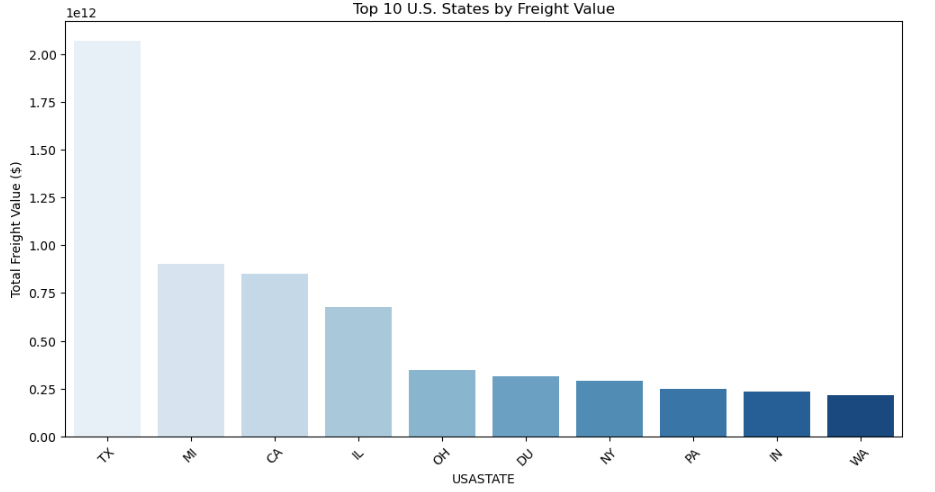 Top 10 U.S. States by Freight Value
1e12
2.00
1.75
1.50
1.25
1.00
0.75
0.50
0.25
0.00
Total Freight Value ($)
TX MI CA IL OH DU NY PA IN WA
USASTATE